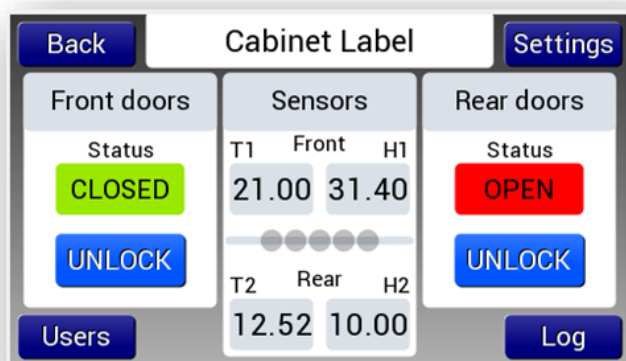 Back
Cabinet Label
Settings
Front doors
Status
CLOSED
UNLOCK
Sensors
T1 Front H1
21.00 31.40
T2 Rear H2
12.52 10.00
Rear doors
Status
OPEN
UNLOCK
Users
Log